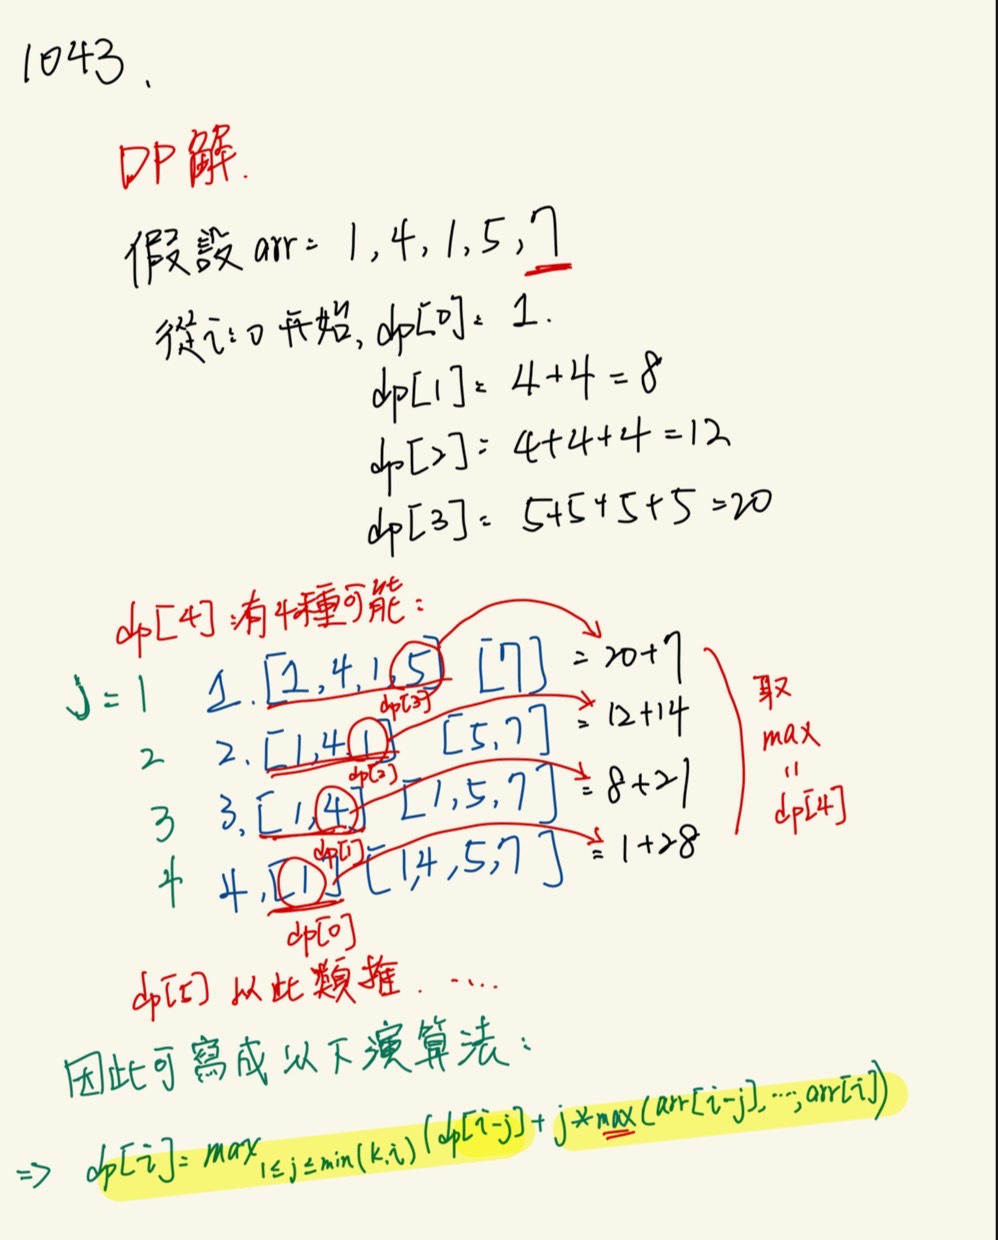 1043.
DP解.
假設 arr = 1, 4, 1, 5, 7
從i=0 開始, dp[0] = 1.
dp[1] = 4+4 = 8
dp[2] = 4+4+4 = 12
dp[3] = 5+5+5+5 = 20
dp[4]:有4種可能:
j = 1 1. [1, 4, 1, 5] [7] = 20+7
dp[3]
2 2. [1, 4, 1] [5, 7] = 12+14
dp[2]
3 3. [1, 4] [1, 5, 7] = 8+21
dp[1]
4 4. [1] [1, 4, 5, 7] = 1+28
dp[0]
取
max
=
dp[4]
dp[5] 以此類推.....
因此可寫成以下演算法:
=> dp[i] = max 1≤j≤min(k,i) (dp[i-j] + j*max(arr[i-j], ..., arr[i])